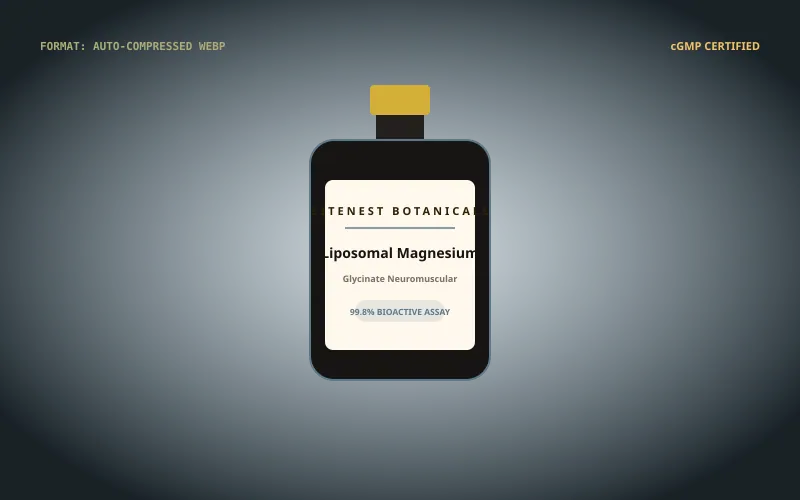 FORMAT: AUTO-COMPRESSED WEBP
cGMP CERTIFIED
TENEST BOTANICAL
Liposomal Magnesium
Glycinate Neuromuscular
99.8% BIOACTIVE ASSAY